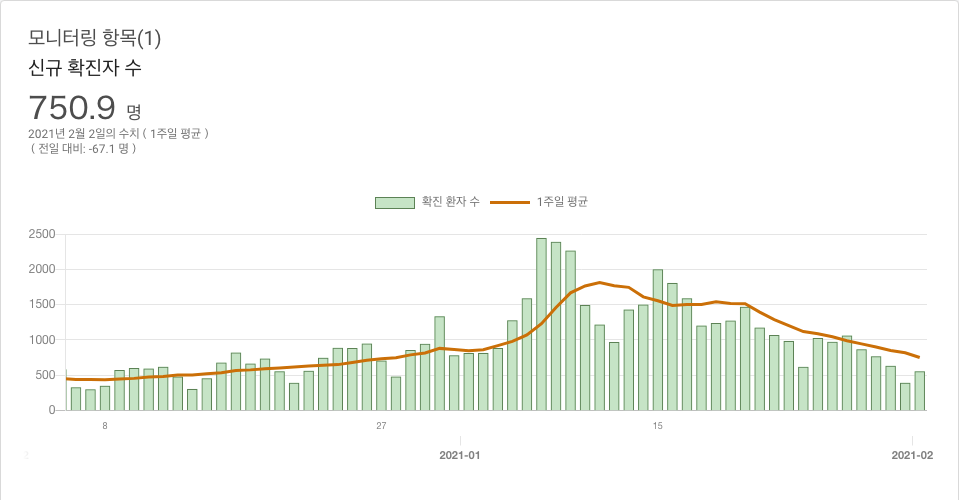 모니터링 항목(1)
신규 확진자 수
750.9 명
2021년 2월 2일의 수치 ( 1주일 평균 )
( 전일 대비: -67.1 명 )
확진 환자 수
1주일 평균
2500
2000
1500
1000
500
0
8
27
15
2021-01
2021-02